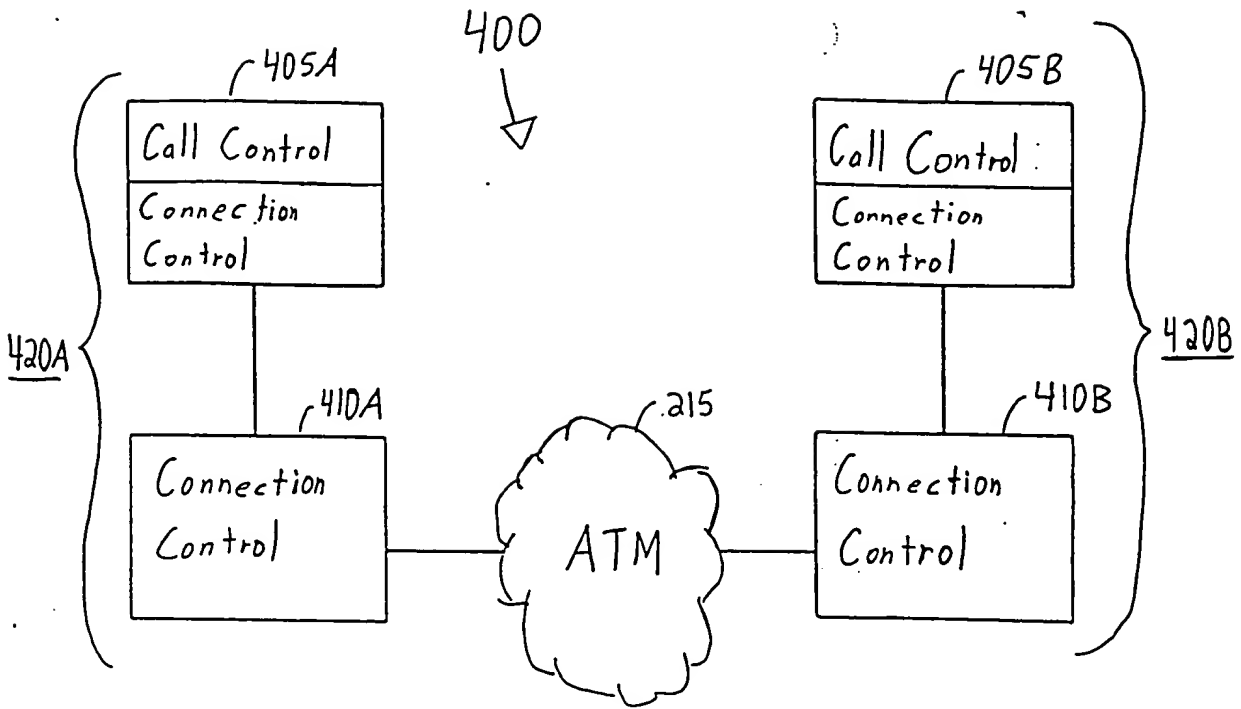 400
405A
Call Control
Connection
Control
405B
Call Control
Connection
Control
420A
420B
410A
Connection
Control
215
ATM
410B
Connection
Control